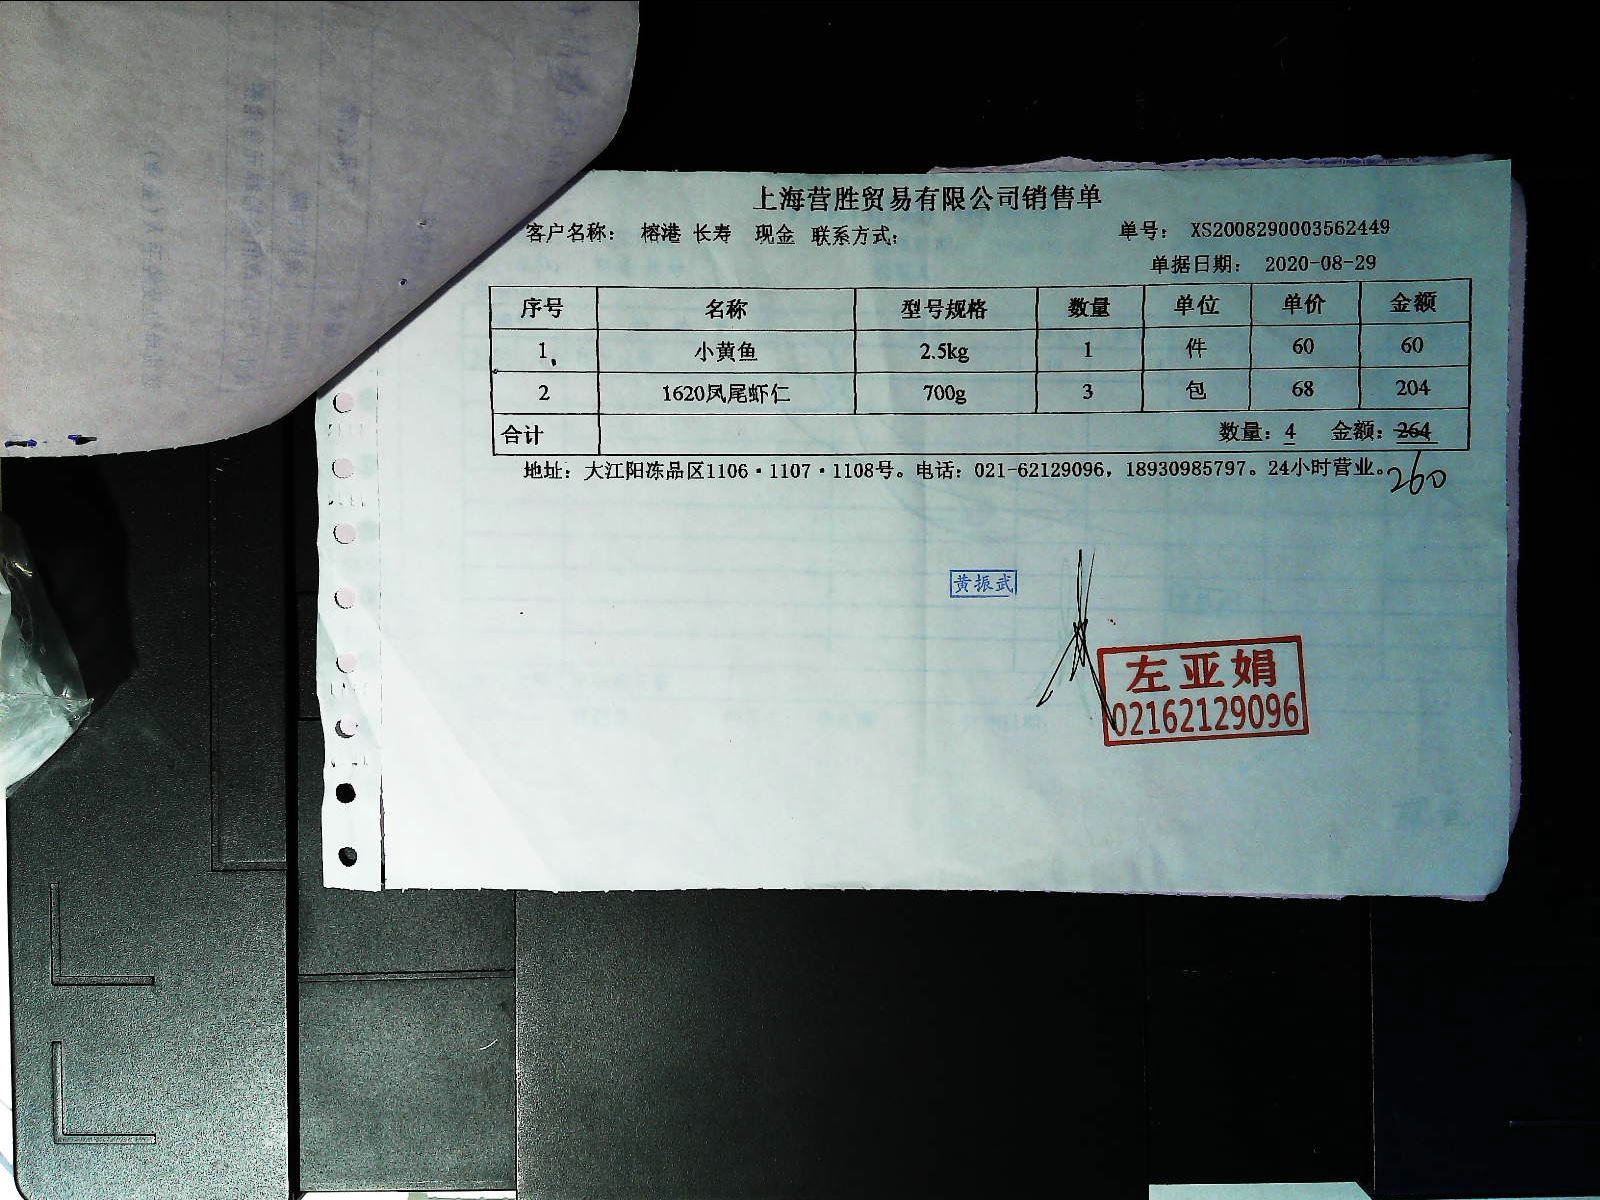 上海营胜贸易有限公司销售单
客户名称： 榕港 长寿 现金 联系方式： 单号： XS2008290003562449
单据日期： 2020-08-29
序号 名称 型号规格 数量 单位 单价 金额
1 小黄鱼 2.5kg 1 件 60 60
2 1620凤尾虾仁 700g 3 包 68 204
合计 数量：4 金额：264
260
地址：大江阳冻品区1106·1107·1108号。电话：021-62129096，18930985797。24小时营业。
黄振武
左亚娟
02162129096